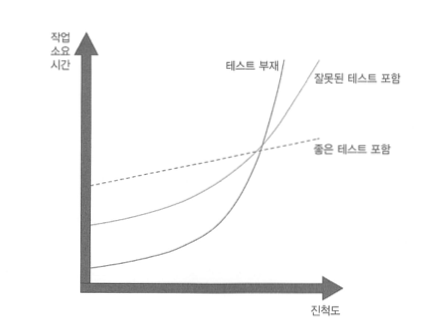 작업
소요
시간
테스트 부재
잘못된 테스트 포함
좋은 테스트 포함
진척도